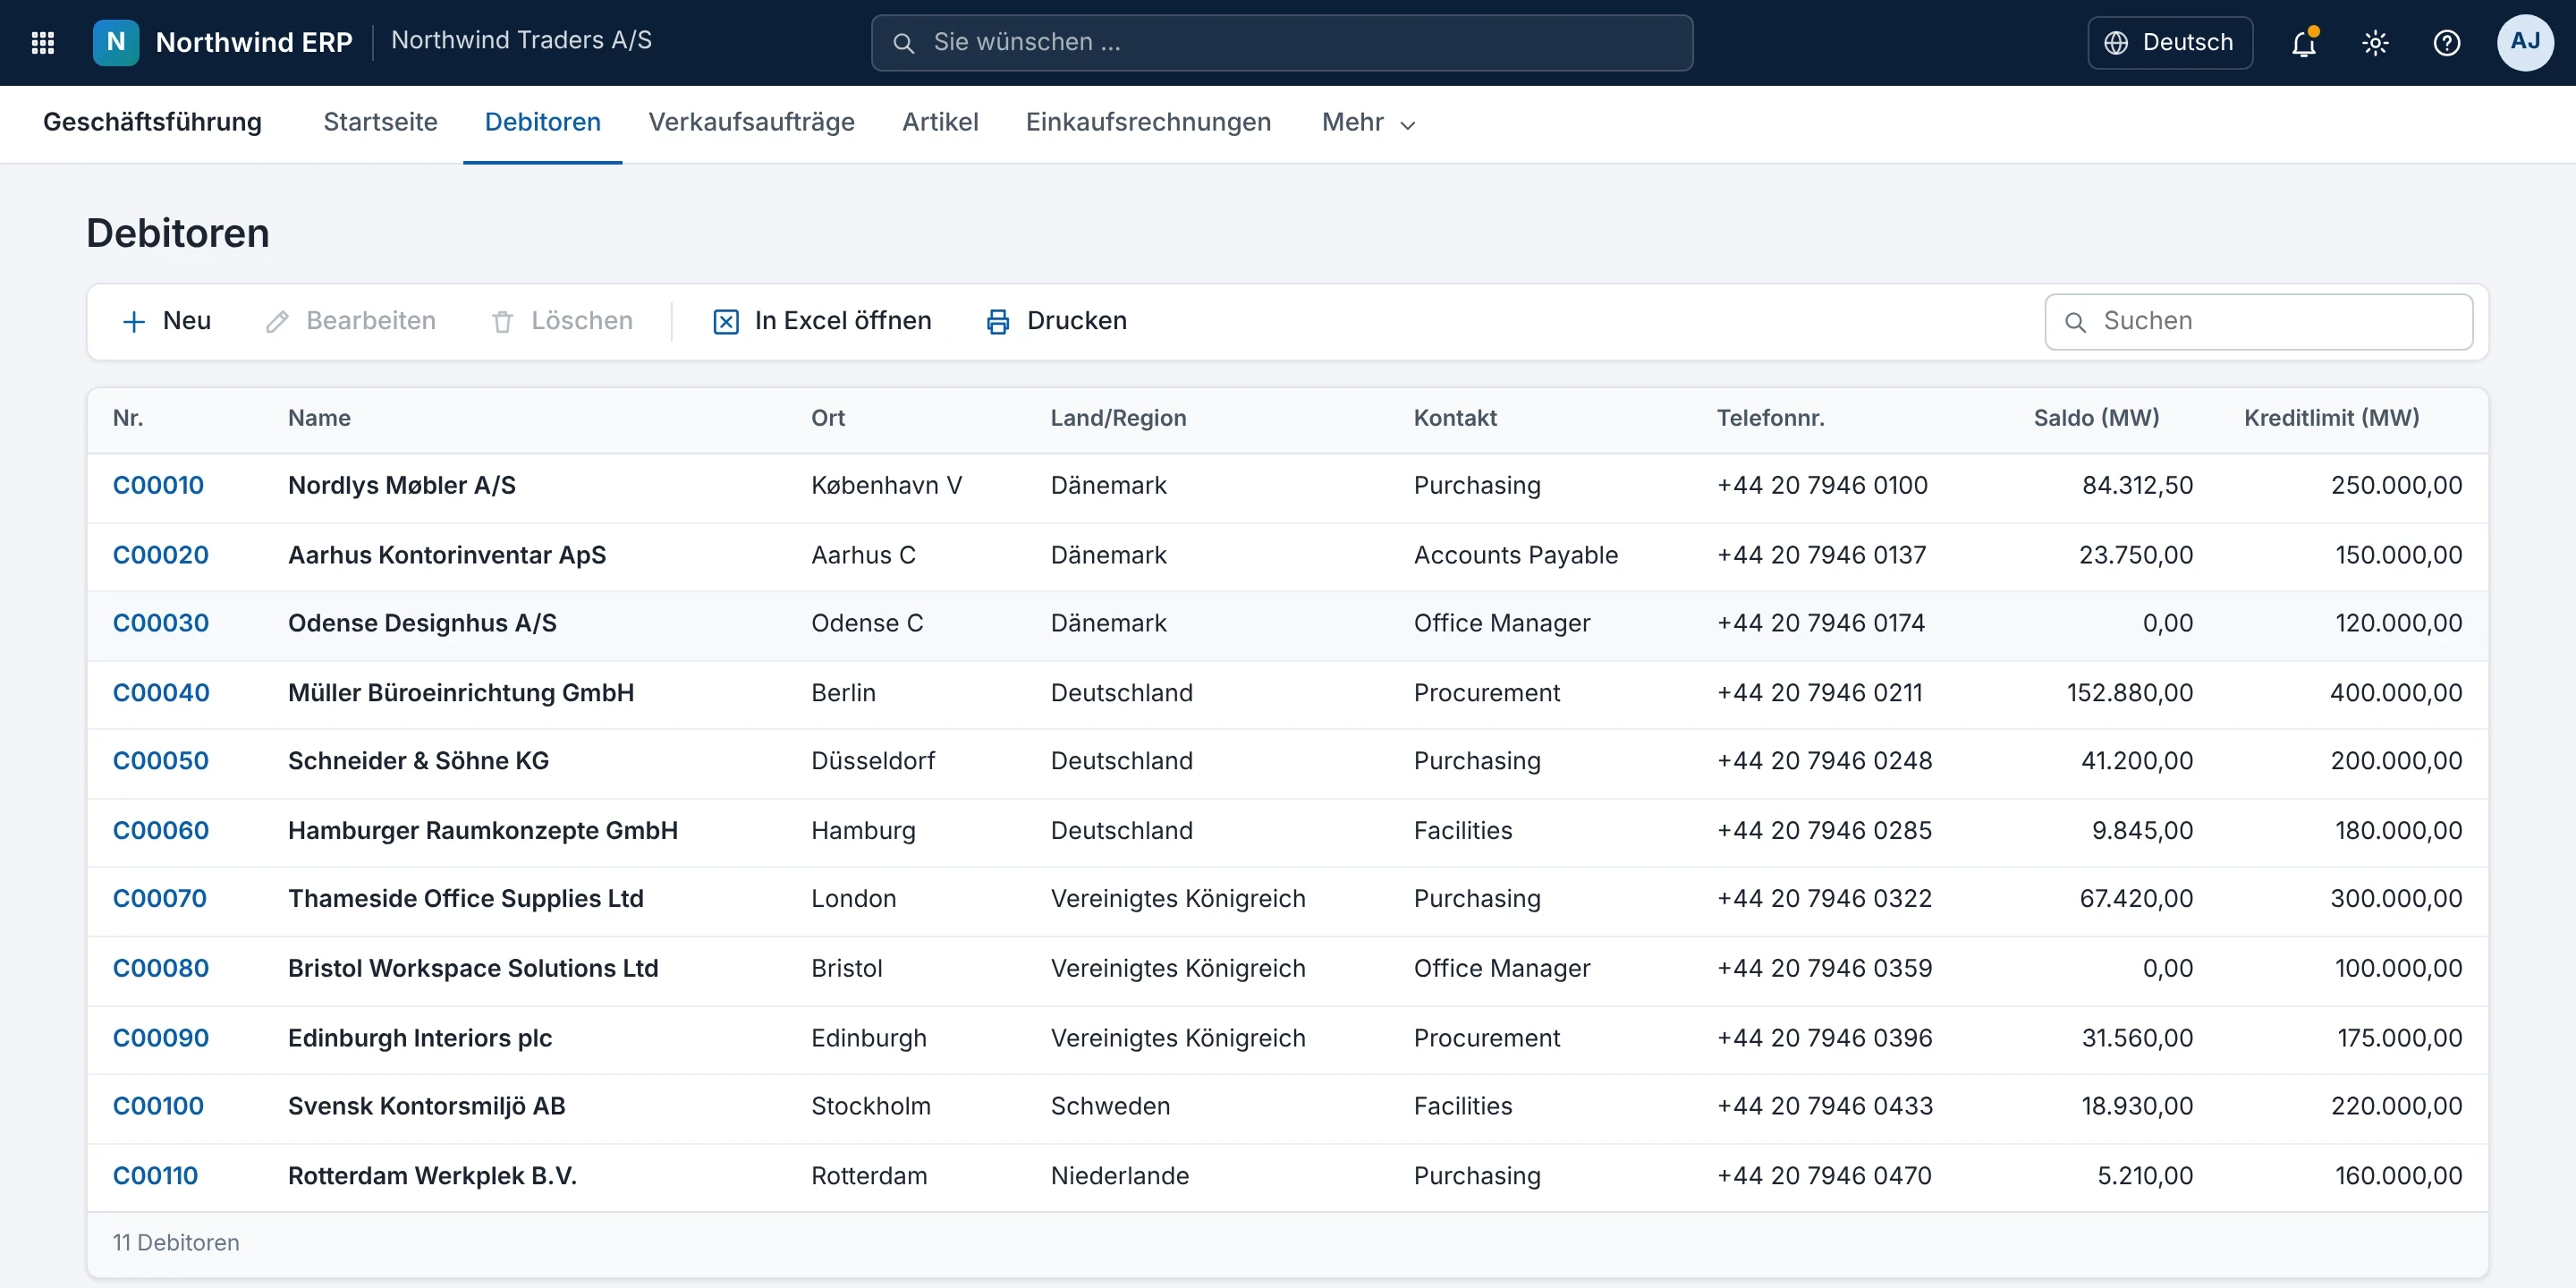 N Northwind ERP Northwind Traders A/S Sie wünschen ... Deutsch AJ
Geschäftsführung Startseite Debitoren Verkaufsaufträge Artikel Einkaufsrechnungen Mehr
Debitoren
Neu Bearbeiten Löschen In Excel öffnen Drucken Suchen
Nr. Name Ort Land/Region Kontakt Telefonnr. Saldo (MW) Kreditlimit (MW)
C00010 Nordlys Møbler A/S København V Dänemark Purchasing +44 20 7946 0100 84.312,50 250.000,00
C00020 Aarhus Kontorinventar ApS Aarhus C Dänemark Accounts Payable +44 20 7946 0137 23.750,00 150.000,00
C00030 Odense Designhus A/S Odense C Dänemark Office Manager +44 20 7946 0174 0,00 120.000,00
C00040 Müller Büroeinrichtung GmbH Berlin Deutschland Procurement +44 20 7946 0211 152.880,00 400.000,00
C00050 Schneider & Söhne KG Düsseldorf Deutschland Purchasing +44 20 7946 0248 41.200,00 200.000,00
C00060 Hamburger Raumkonzepte GmbH Hamburg Deutschland Facilities +44 20 7946 0285 9.845,00 180.000,00
C00070 Thameside Office Supplies Ltd London Vereinigtes Königreich Purchasing +44 20 7946 0322 67.420,00 300.000,00
C00080 Bristol Workspace Solutions Ltd Bristol Vereinigtes Königreich Office Manager +44 20 7946 0359 0,00 100.000,00
C00090 Edinburgh Interiors plc Edinburgh Vereinigtes Königreich Procurement +44 20 7946 0396 31.560,00 175.000,00
C00100 Svensk Kontorsmiljö AB Stockholm Schweden Facilities +44 20 7946 0433 18.930,00 220.000,00
C00110 Rotterdam Werkplek B.V. Rotterdam Niederlande Purchasing +44 20 7946 0470 5.210,00 160.000,00
11 Debitoren